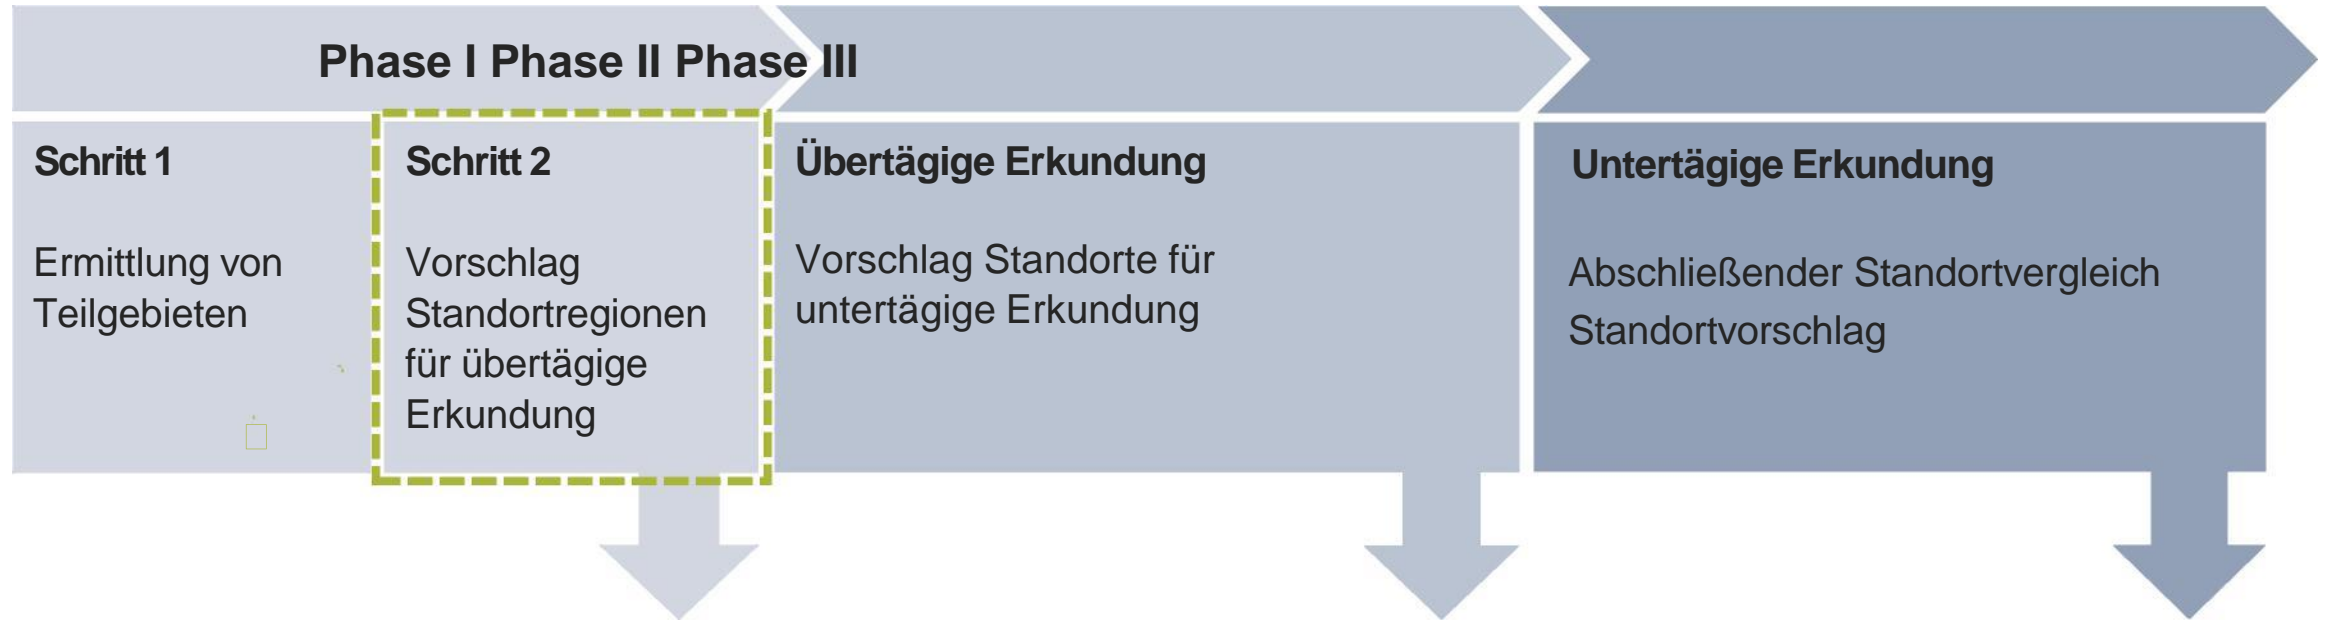 Phase I Phase II Phase III
Schritt 1
Ermittlung von
Teilgebieten
Schritt 2
Vorschlag
Standortregionen
für übertägige
Erkundung
Übertägige Erkundung
Vorschlag Standorte für
untertägige Erkundung
Untertägige Erkundung
Abschließender Standortvergleich
Standortvorschlag